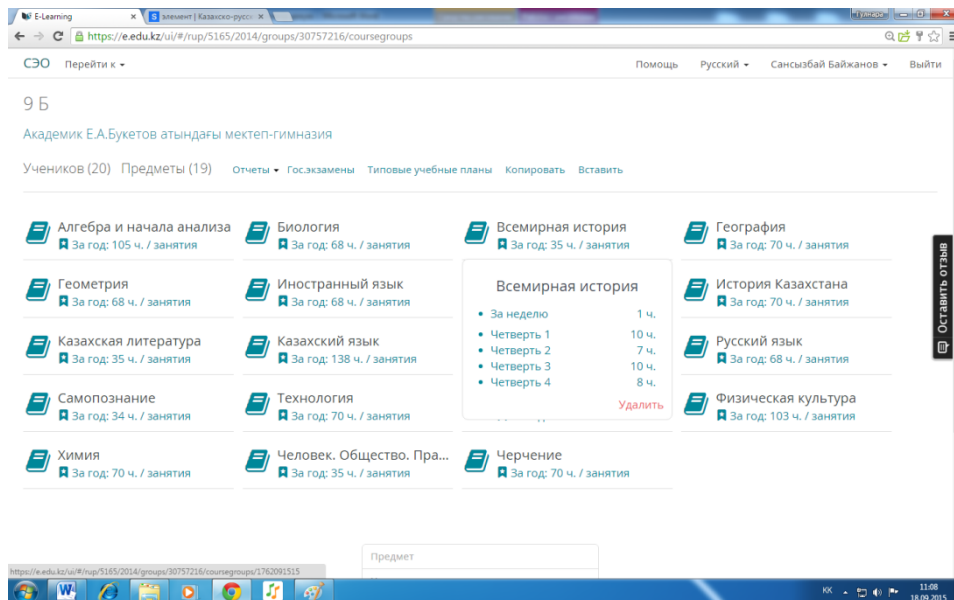 E-Learning
элемент | Казахско-русск
Гүлнара
https://e.edu.kz/ui/#/rup/5165/2014/groups/30757216/coursegroups
СЭО Перейти к Помощь Русский Сансызбай Байжанов Выйти
9 Б
Академик Е.А.Букетов атындағы мектеп-гимназия
Учеников (20) Предметы (19) Отчеты Гос.экзамены Типовые учебные планы Копировать Вставить
Алгебра и начала анализа
За год: 105 ч. / занятия
Биология
За год: 68 ч. / занятия
Всемирная история
За год: 35 ч. / занятия
География
За год: 70 ч. / занятия
Геометрия
За год: 68 ч. / занятия
Иностранный язык
За год: 68 ч. / занятия
Всемирная история
За неделю 1 ч.
Четверть 1 10 ч.
Четверть 2 7 ч.
Четверть 3 10 ч.
Четверть 4 8 ч.
Удалить
История Казахстана
За год: 70 ч. / занятия
Казахская литература
За год: 35 ч. / занятия
Казахский язык
За год: 138 ч. / занятия
Русский язык
За год: 68 ч. / занятия
Самопознание
За год: 34 ч. / занятия
Технология
За год: 70 ч. / занятия
Физическая культура
За год: 103 ч. / занятия
Химия
За год: 70 ч. / занятия
Человек. Общество. Пра...
За год: 35 ч. / занятия
Черчение
За год: 70 ч. / занятия
Оставить отзыв
Предмет
https://e.edu.kz/ui/#/rup/5165/2014/groups/30757216/coursegroups/1762091515
KK
11:08
18.09.2015